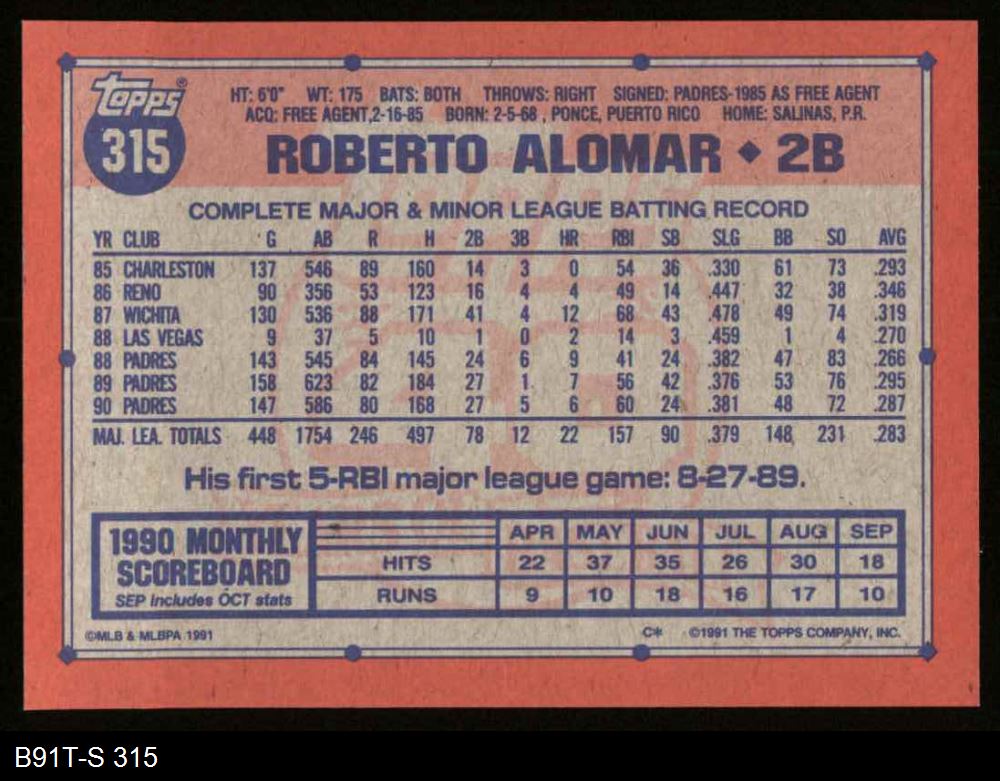 Topps®
315
HT: 6'0" WT: 175 BATS: BOTH THROWS: RIGHT SIGNED: PADRES-1985 AS FREE AGENT
ACQ: FREE AGENT,2-16-85 BORN: 2-5-68 , PONCE, PUERTO RICO HOME: SALINAS, P.R.
ROBERTO ALOMAR ◆ 2B
COMPLETE MAJOR & MINOR LEAGUE BATTING RECORD
YR CLUB G AB R H 2B 3B HR RBI SB SLG BB SO AVG
85 CHARLESTON 137 546 89 160 14 3 0 54 36 .330 61 73 .293
86 RENO 90 356 53 123 16 4 4 49 14 .447 32 38 .346
87 WICHITA 130 536 88 171 41 4 12 68 43 .478 49 74 .319
88 LAS VEGAS 9 37 5 10 1 0 2 14 3 .459 1 4 .270
88 PADRES 143 545 84 145 24 6 9 41 24 .382 47 83 .266
89 PADRES 158 623 82 184 27 1 7 56 42 .376 53 76 .295
90 PADRES 147 586 80 168 27 5 6 60 24 .381 48 72 .287
MAJ. LEA. TOTALS 448 1754 246 497 78 12 22 157 90 .379 148 231 .283
His first 5-RBI major league game: 8-27-89.
1990 MONTHLY
SCOREBOARD
SEP includes OCT stats
APR MAY JUN JUL AUG SEP
HITS 22 37 35 26 30 18
RUNS 9 10 18 16 17 10
©MLB & MLBPA 1991 C* ©1991 THE TOPPS COMPANY, INC.
B91T-S 315